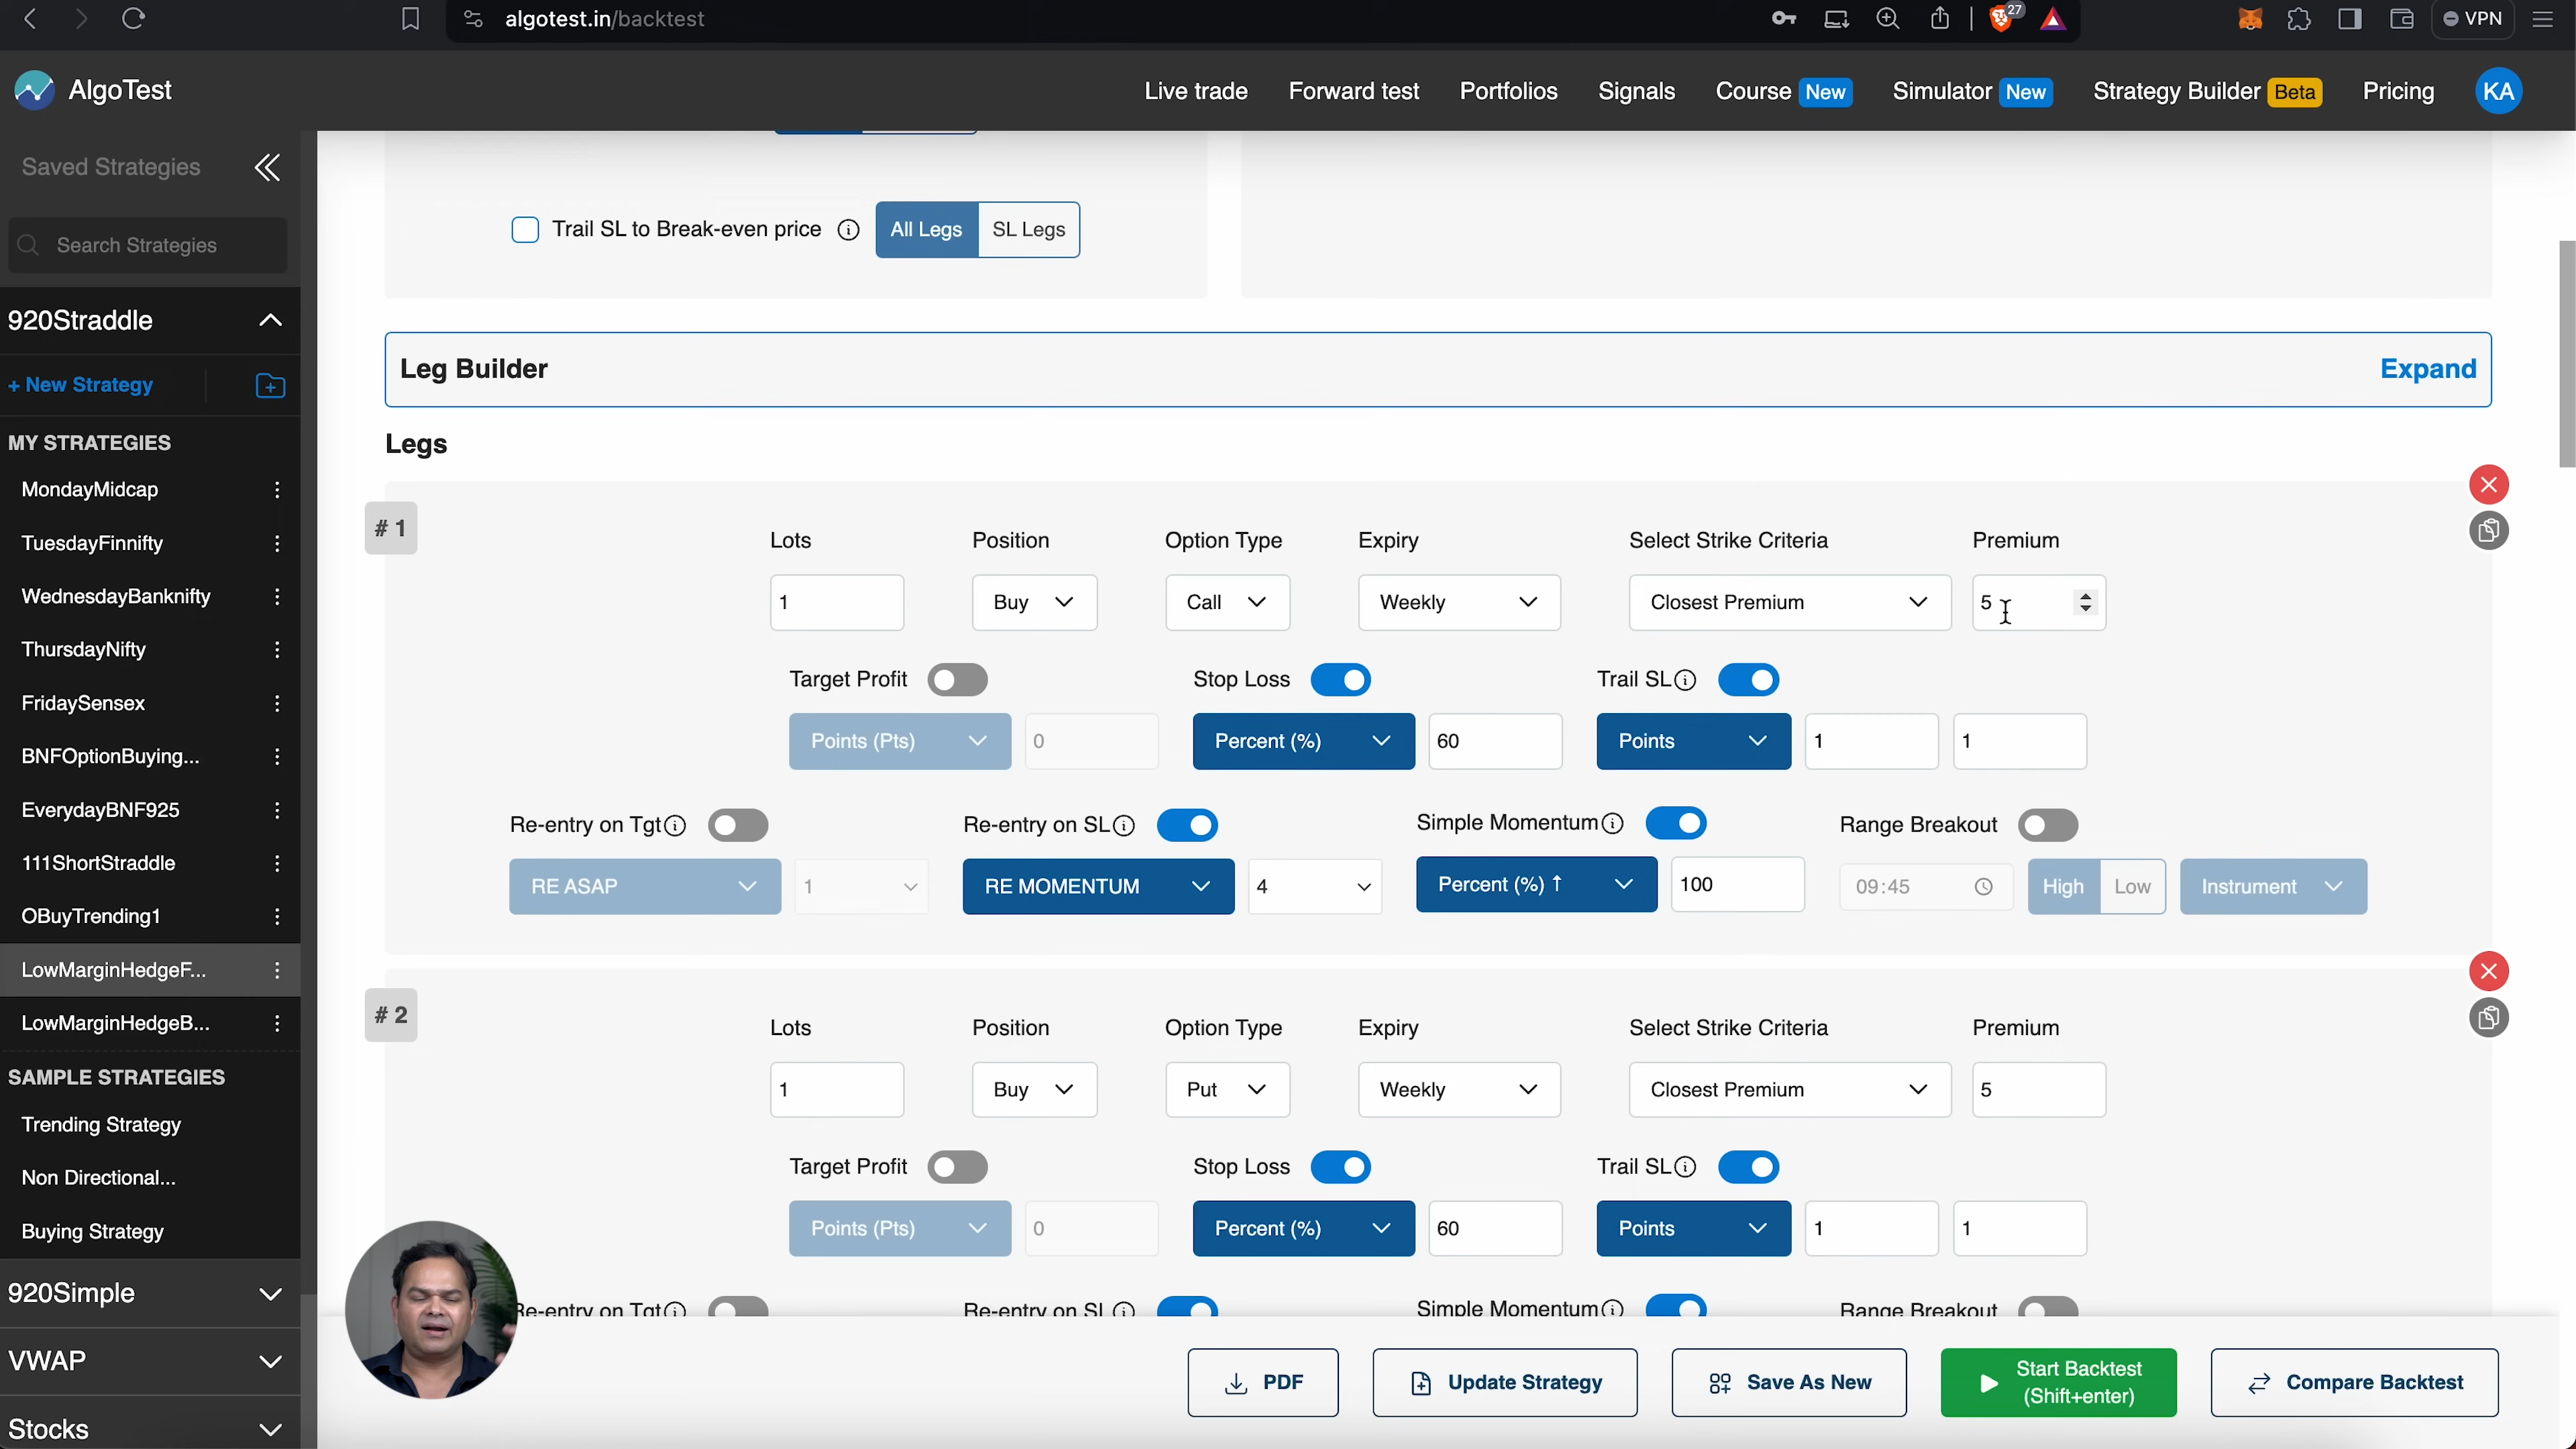 algotest.in/backtest
27
VPN
AlgoTest
Live trade
Forward test
Portfolios
Signals
Course New
Simulator New
Strategy Builder Beta
Pricing
KA
Saved Strategies
Search Strategies
920Straddle
+ New Strategy
MY STRATEGIES
MondayMidcap
TuesdayFinnifty
WednesdayBanknifty
ThursdayNifty
FridaySensex
BNFOptionBuying...
EverydayBNF925
111ShortStraddle
OBuyTrending1
LowMarginHedgeF...
LowMarginHedgeB...
SAMPLE STRATEGIES
Trending Strategy
Non Directional...
Buying Strategy
920Simple
VWAP
Stocks
Trail SL to Break-even price
All Legs SL Legs
Leg Builder
Expand
Legs
# 1
Lots Position Option Type Expiry Select Strike Criteria Premium
1 Buy Call Weekly Closest Premium 5
Target Profit Stop Loss Trail SL
Points (Pts) 0 Percent (%) 60 Points 1 1
Re-entry on Tgt Re-entry on SL Simple Momentum Range Breakout
RE ASAP 1 RE MOMENTUM 4 Percent (%) ↑ 100 09:45 High Low Instrument
# 2
Lots Position Option Type Expiry Select Strike Criteria Premium
1 Buy Put Weekly Closest Premium 5
Target Profit Stop Loss Trail SL
Points (Pts) 0 Percent (%) 60 Points 1 1
Re-entry on Tgt Re-entry on SL Simple Momentum Range Breakout
PDF
Update Strategy
Save As New
Start Backtest
(Shift+enter)
Compare Backtest